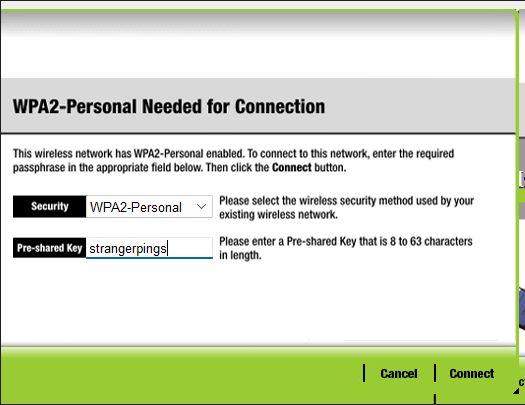 WPA2-Personal Needed for Connection
This wireless network has WPA2-Personal enabled. To connect to this network, enter the required
passphrase in the appropriate field below. Then click the Connect button.
Security
WPA2-Personal
Please select the wireless security method used by your
existing wireless network.
Pre-shared Key
strangerpings
Please enter a Pre-shared Key that is 8 to 63 characters
in length.
Cancel
Connect